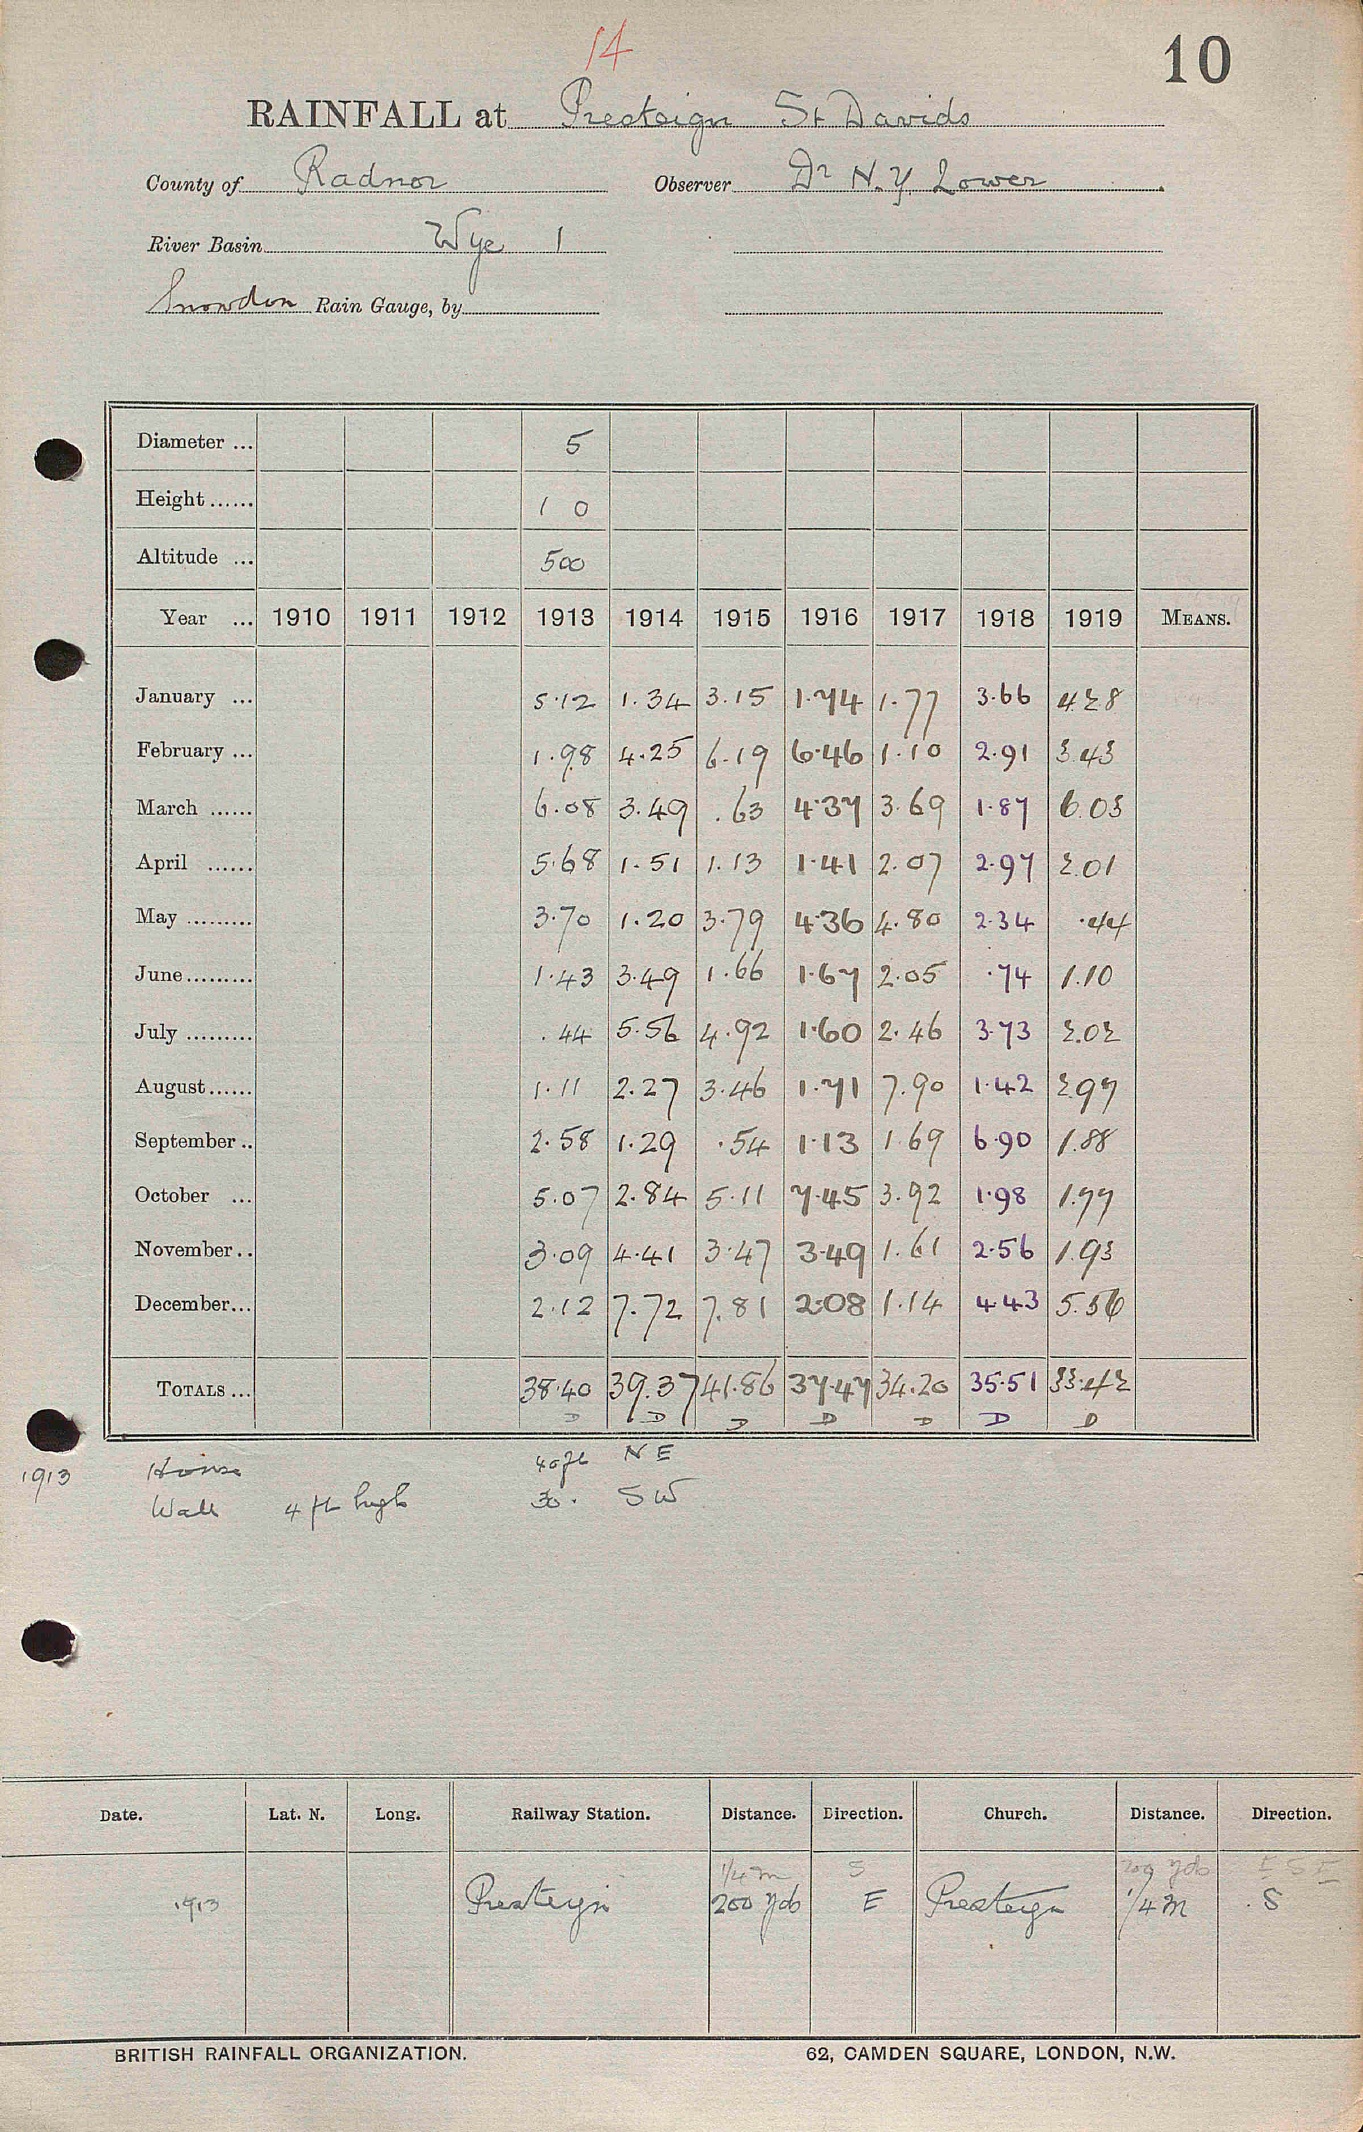 14
10
RAINFALL at Presteign St Davids
County of Radnor Observer Dr N. Y. Lower
River Basin Wye 1
Snowdon Rain Gauge, by
Diameter ... 5
Height ...... 1 0
Altitude ... 500
Year ... 1910 1911 1912 1913 1914 1915 1916 1917 1918 1919 MEANS.
January ... 5.12 1.34 3.15 1.74 1.77 3.66 4.28
February ... 1.98 4.25 6.19 6.46 1.10 2.91 3.43
March ...... 6.08 3.49 .63 4.37 3.69 1.87 6.03
April ...... 5.68 1.51 1.13 1.41 2.07 2.97 2.01
May ......... 3.70 1.20 3.79 4.36 4.80 2.34 .44
June ......... 1.43 3.49 1.66 1.67 2.05 .74 1.10
July ......... .44 5.56 4.92 1.60 2.46 3.73 2.02
August ...... 1.11 2.27 3.46 1.71 7.90 1.42 2.97
September .. 2.58 1.29 .54 1.13 1.69 6.90 1.88
October ... 5.07 2.84 5.11 7.45 3.92 1.98 1.77
November .. 3.09 4.41 3.47 3.49 1.61 2.56 1.93
December ... 2.12 7.72 7.81 2.08 1.14 4.43 5.56
TOTALS ... 38.40 39.37 41.86 37.47 34.20 35.51 33.42
D D D D D D D
1913 House 40 ft N E
Wall 4 ft high 30. S W
Date. Lat. N. Long. Railway Station. Distance. Direction. Church. Distance. Direction.
1/4 m S 200 yds E S E
1913 Presteign 200 yds E Presteign 1/4 m S
BRITISH RAINFALL ORGANIZATION. 62, CAMDEN SQUARE, LONDON, N.W.